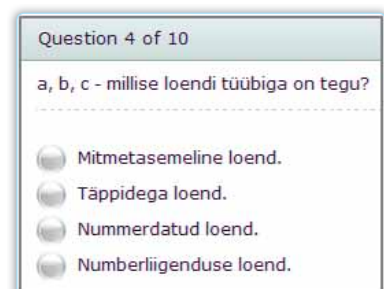 Question 4 of 10
a, b, c - millise loendi tüübiga on tegu?
Mitmetasemeline loend.
Täppidega loend.
Nummerdatud loend.
Numberliigenduse loend.